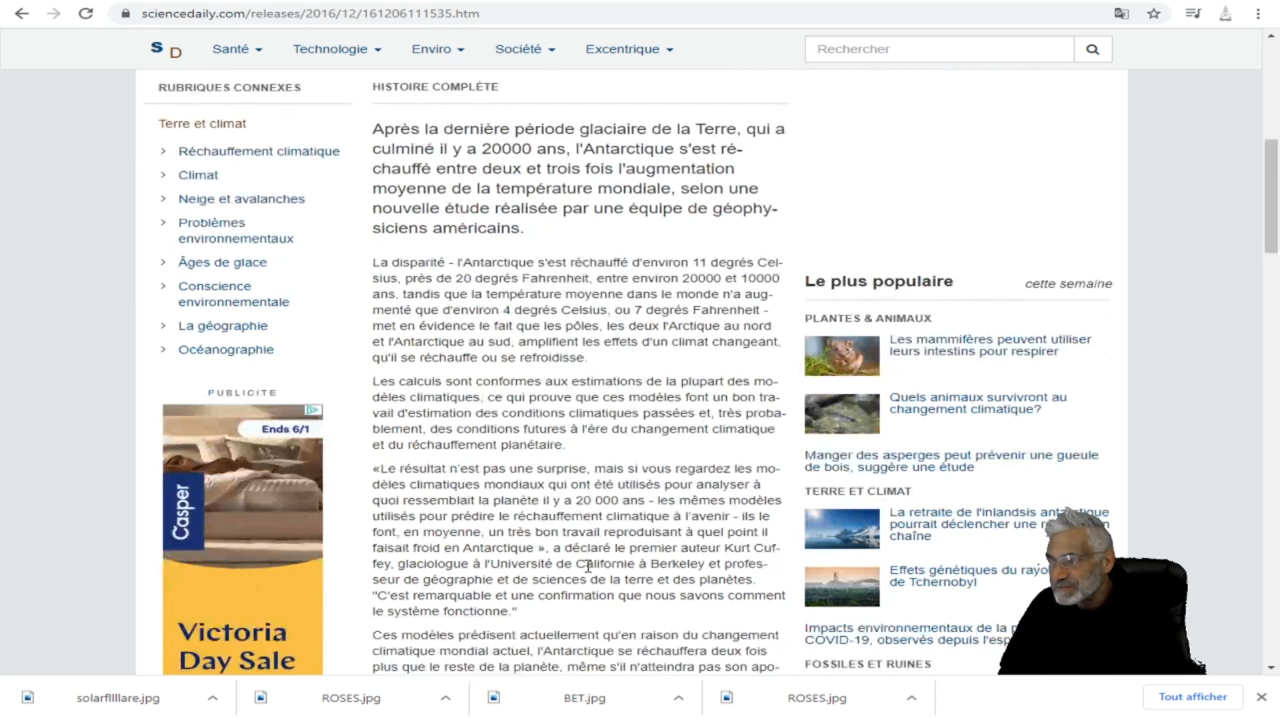 sciencedaily.com/releases/2016/12/161206111535.htm
S D
Santé
Technologie
Enviro
Société
Excentrique
Rechercher
RUBRIQUES CONNEXES
Terre et climat
Réchauffement climatique
Climat
Neige et avalanches
Problèmes
environnementaux
Âges de glace
Conscience
environnementale
La géographie
Océanographie
PUBLICITE
Ends 6/1
Casper
Victoria
Day Sale
HISTOIRE COMPLÈTE
Après la dernière période glaciaire de la Terre, qui a
culminé il y a 20000 ans, l'Antarctique s'est ré-
chauffé entre deux et trois fois l'augmentation
moyenne de la température mondiale, selon une
nouvelle étude réalisée par une équipe de géophy-
siciens américains.
La disparité - l'Antarctique s'est réchauffé d'environ 11 degrés Cel-
sius, près de 20 degrés Fahrenheit, entre environ 20000 et 10000
ans, tandis que la température moyenne dans le monde n'a aug-
menté que d'environ 4 degrés Celsius, ou 7 degrés Fahrenheit -
met en évidence le fait que les pôles, les deux l'Arctique au nord
et l'Antarctique au sud, amplifient les effets d'un climat changeant,
qu'il se réchauffe ou se refroidisse.
Les calculs sont conformes aux estimations de la plupart des mo-
dèles climatiques, ce qui prouve que ces modèles font un bon tra-
vail d'estimation des conditions climatiques passées et, très proba-
blement, des conditions futures à l'ère du changement climatique
et du réchauffement planétaire.
«Le résultat n'est pas une surprise, mais si vous regardez les mo-
dèles climatiques mondiaux qui ont été utilisés pour analyser à
quoi ressemblait la planète il y a 20 000 ans - les mêmes modèles
utilisés pour prédire le réchauffement climatique à l'avenir - ils le
font, en moyenne, un très bon travail reproduisant à quel point il
faisait froid en Antarctique », a déclaré le premier auteur Kurt Cuf-
fey, glaciologue à l'Université de Californie à Berkeley et profes-
seur de géographie et de sciences de la terre et des planètes.
"C'est remarquable et une confirmation que nous savons comment
le système fonctionne."
Ces modèles prédisent actuellement qu'en raison du changement
climatique mondial actuel, l'Antarctique se réchauffera deux fois
plus que le reste de la planète, même s'il n'atteindra pas son apo-
Le plus populaire
cette semaine
PLANTES & ANIMAUX
Les mammifères peuvent utiliser
leurs intestins pour respirer
Quels animaux survivront au
changement climatique?
Manger des asperges peut prévenir une gueule
de bois, suggère une étude
TERRE ET CLIMAT
La retraite de l'inlandsis antarctique
pourrait déclencher une
chaîne
Effets génétiques du
de Tchernobyl
Impacts environnementaux de la
COVID-19, observés depuis
FOSSILES ET RUINES
solarfllllare.jpg
ROSES.jpg
BET.jpg
ROSES.jpg
Tout afficher